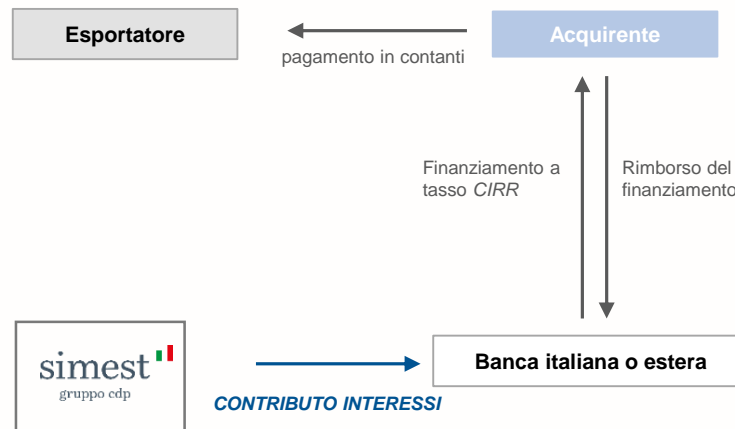 Esportatore
Acquirente
pagamento in contanti
Finanziamento a
tasso CIRR
Rimborso del
finanziamento
simest
gruppo cdp
Banca italiana o estera
CONTRIBUTO INTERESSI